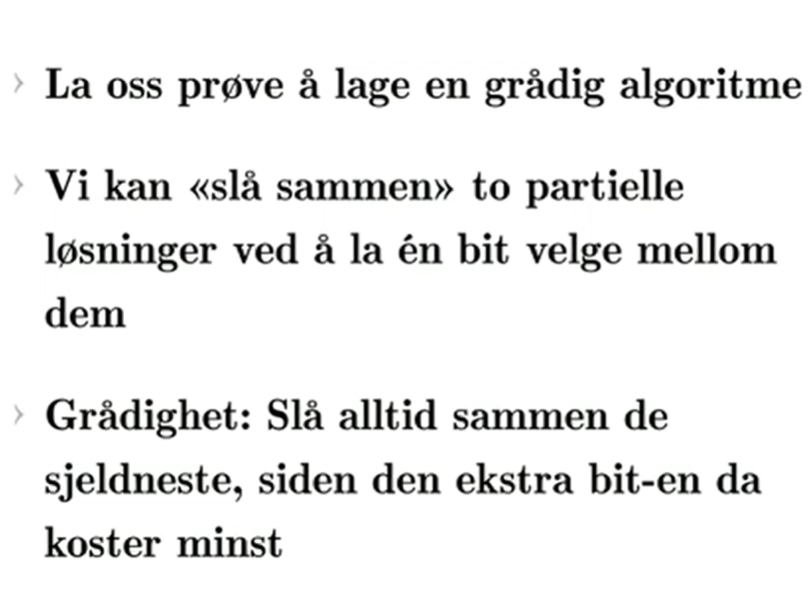 › La oss prøve å lage en grådig algoritme
› Vi kan «slå sammen» to partielle
løsninger ved å la én bit velge mellom
dem
› Grådighet: Slå alltid sammen de
sjeldneste, siden den ekstra bit-en da
koster minst